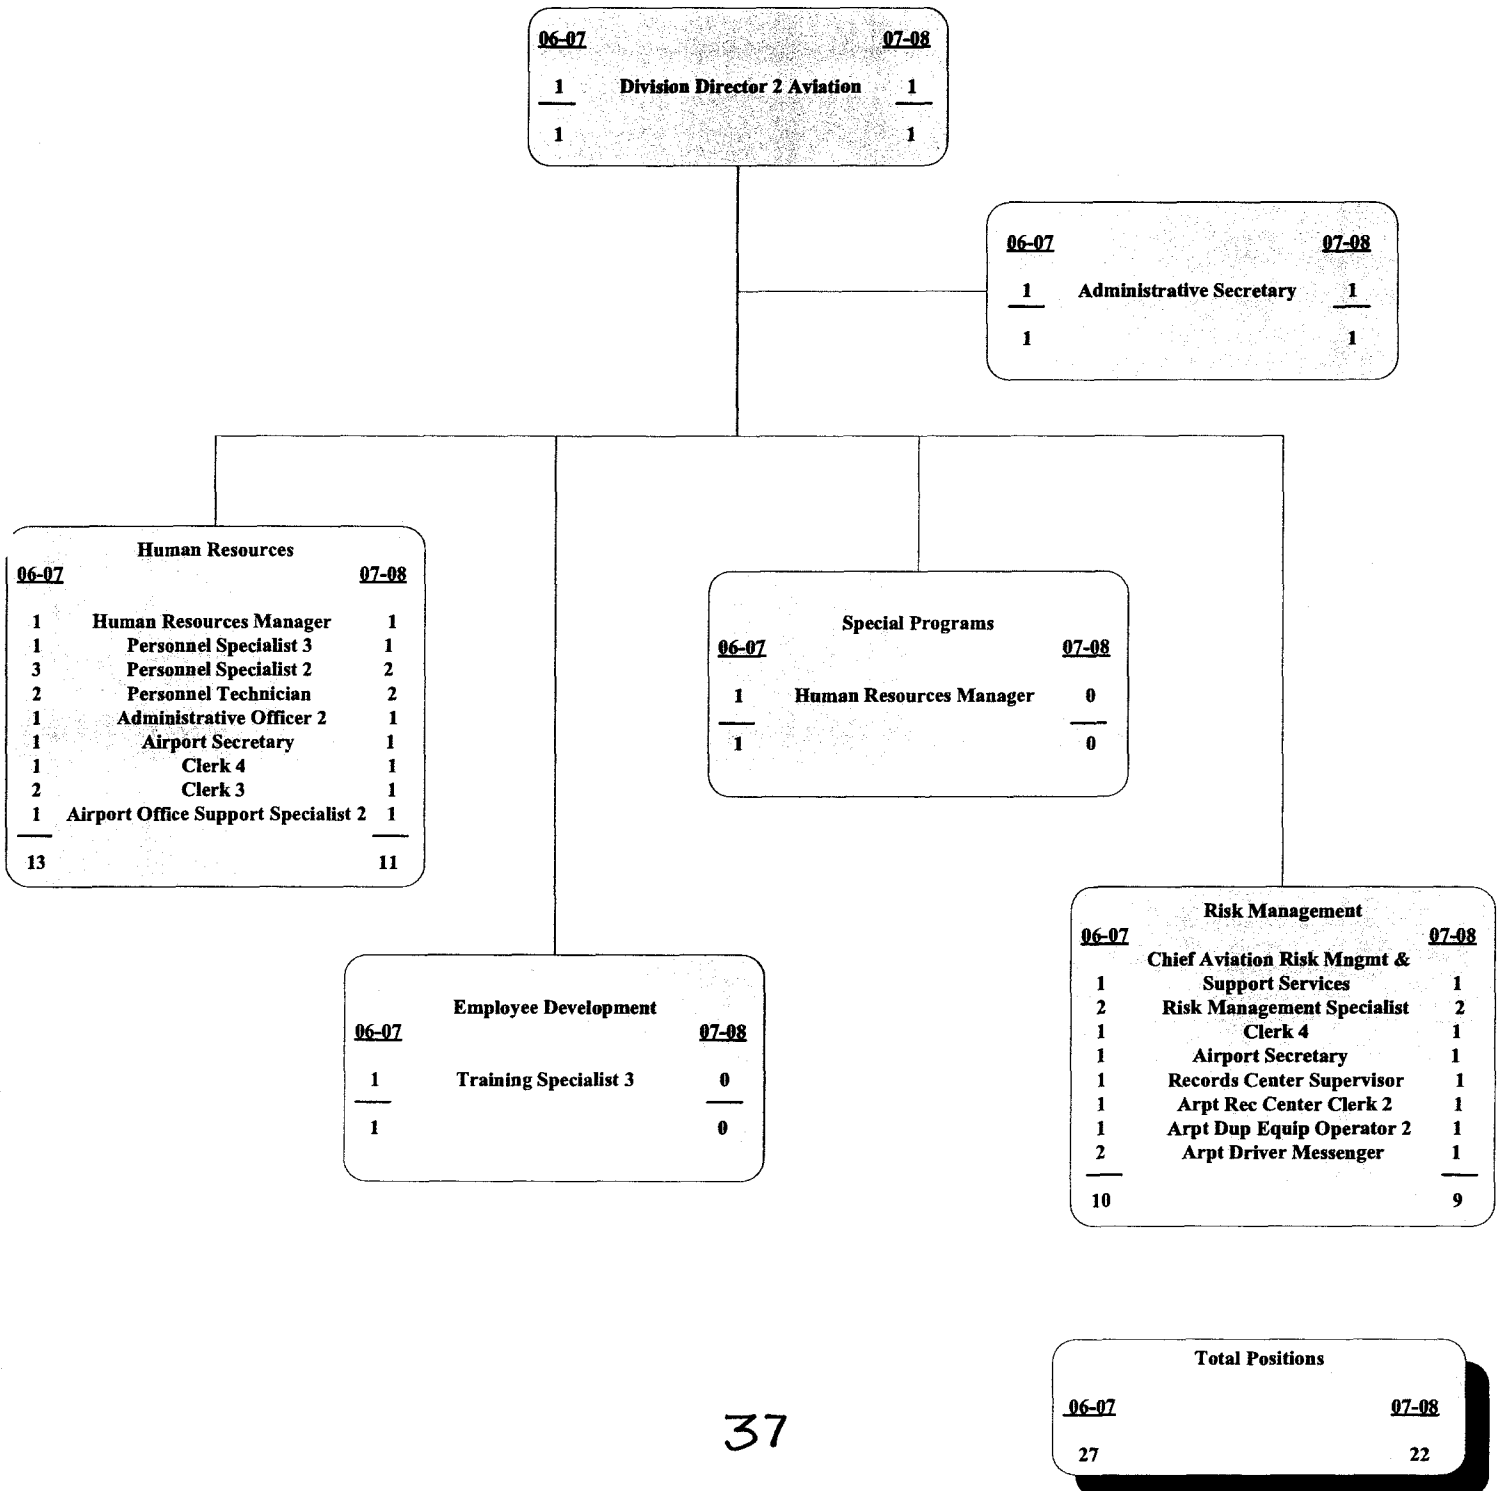 06-07 07-08
1 Division Director 2 Aviation 1
1 1
06-07 07-08
1 Administrative Secretary 1
1 1
Human Resources
06-07 07-08
1 Human Resources Manager 1
1 Personnel Specialist 3 1
3 Personnel Specialist 2 2
2 Personnel Technician 2
1 Administrative Officer 2 1
1 Airport Secretary 1
1 Clerk 4 1
2 Clerk 3 1
1 Airport Office Support Specialist 2 1
13 11
Special Programs
06-07 07-08
1 Human Resources Manager 0
1 0
Employee Development
06-07 07-08
1 Training Specialist 3 0
1 0
Risk Management
06-07 07-08
Chief Aviation Risk Mngmt &
1 Support Services 1
2 Risk Management Specialist 2
1 Clerk 4 1
1 Airport Secretary 1
1 Records Center Supervisor 1
1 Arpt Rec Center Clerk 2 1
1 Arpt Dup Equip Operator 2 1
2 Arpt Driver Messenger 1
10 9
Total Positions
06-07 07-08
27 22
37